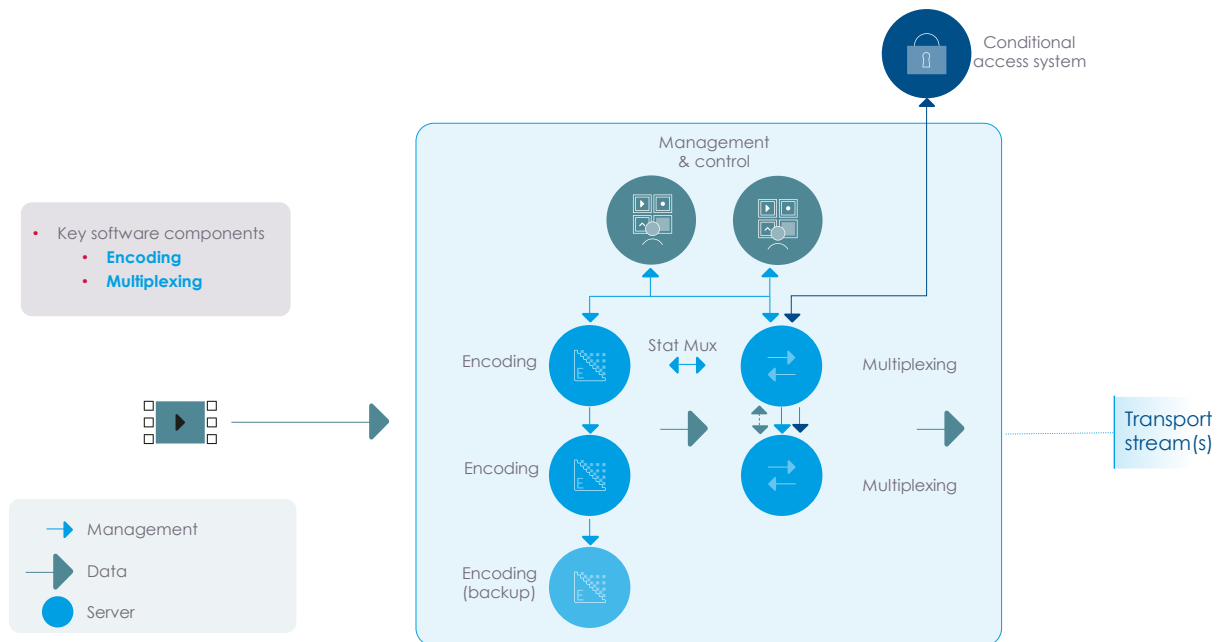 Conditional
access system
Management
& control
• Key software components
• Encoding
• Multiplexing
Encoding
Stat Mux
Multiplexing
Transport
stream(s)
Encoding
Multiplexing
Management
Data
Server
Encoding
(backup)
E
E
E